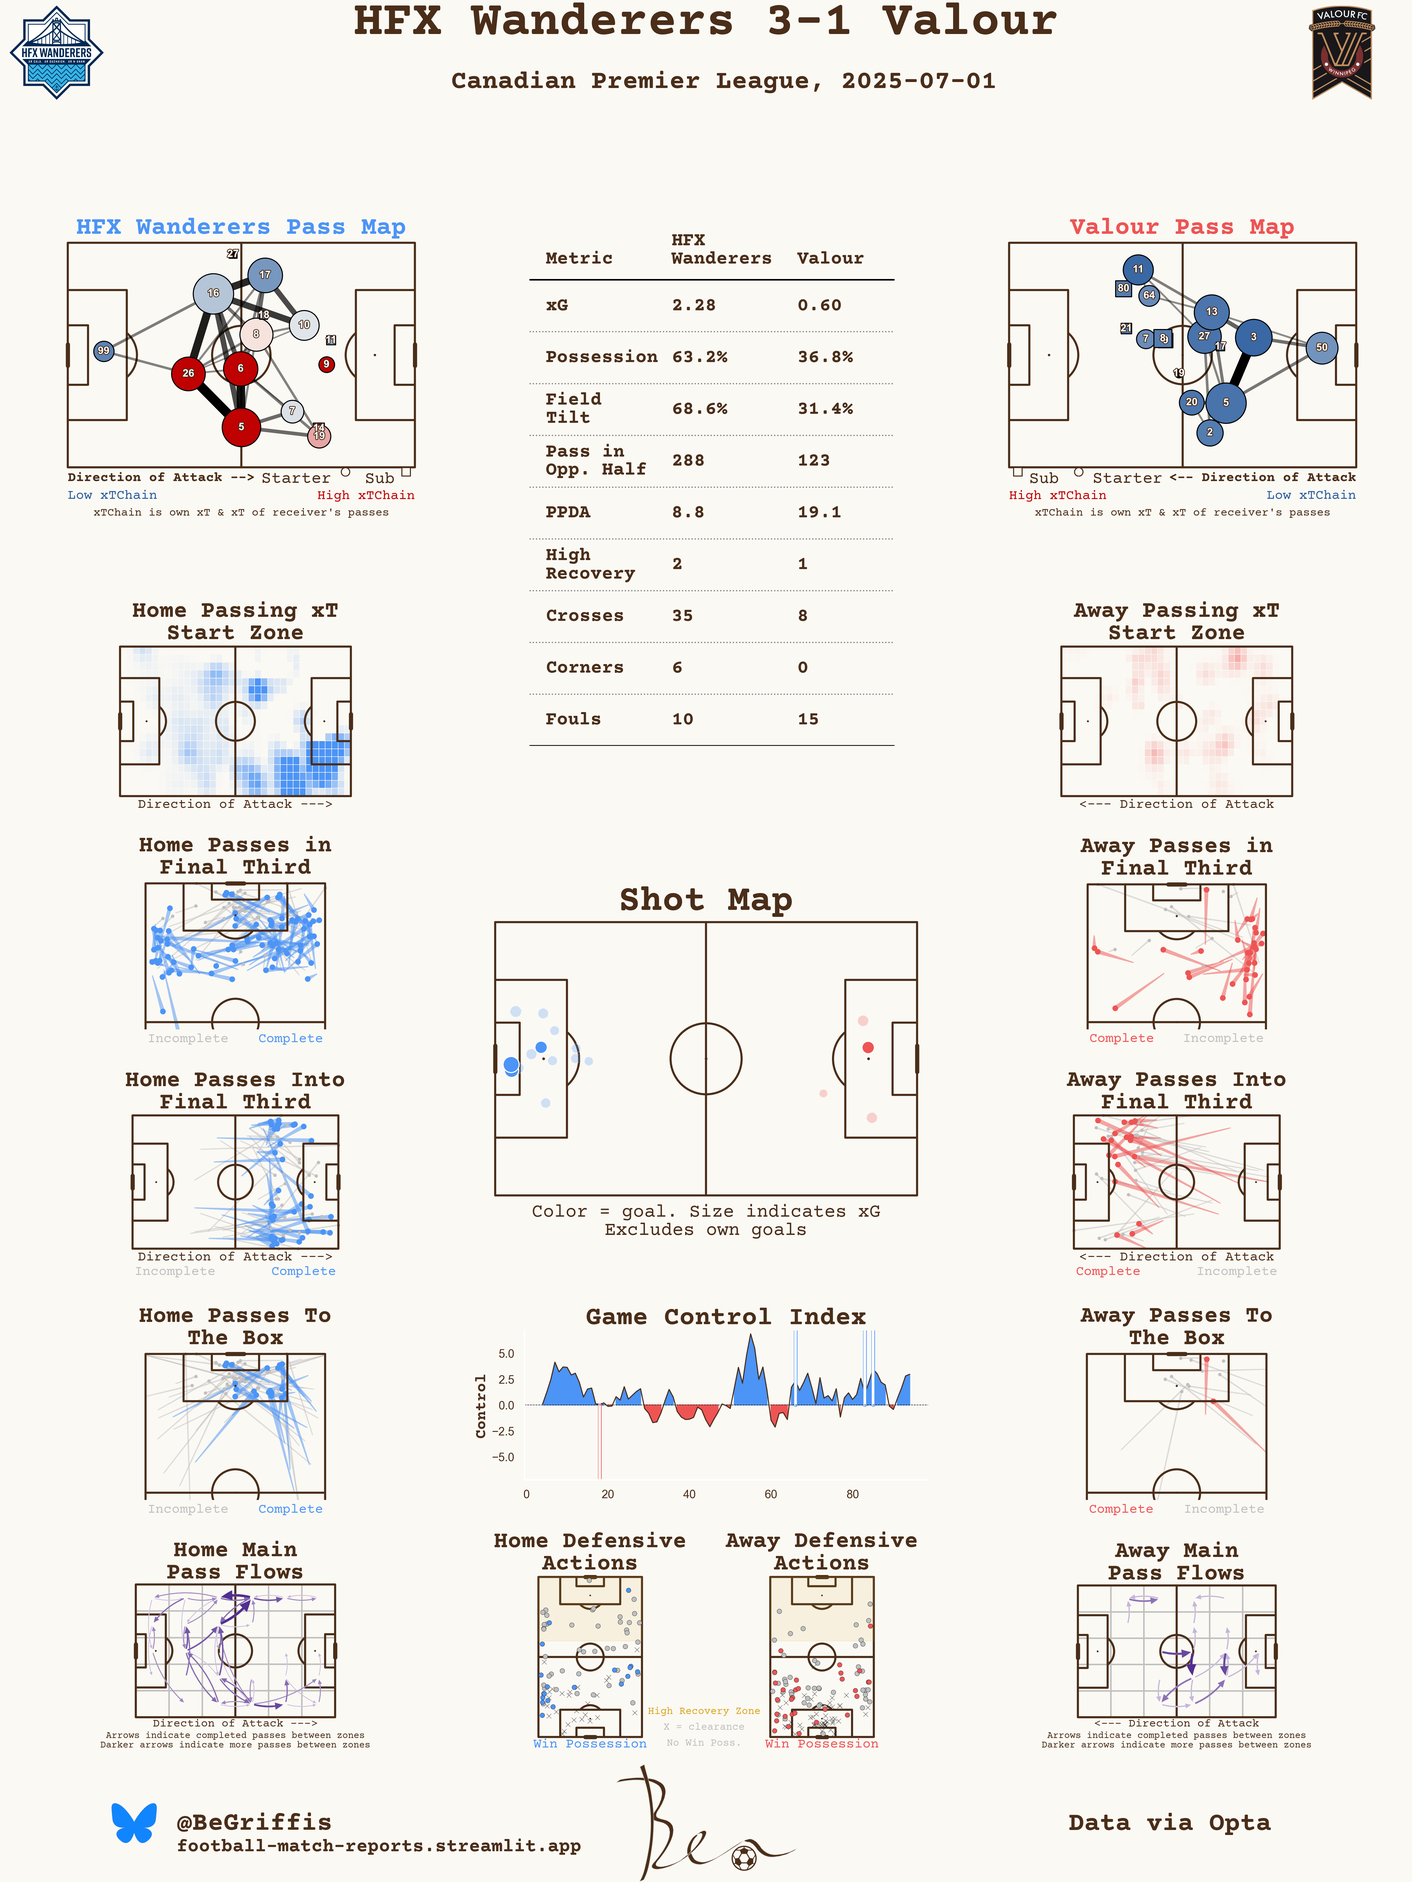 HFX Wanderers 3-1 Valour
Canadian Premier League, 2025-07-01
HFX WANDERERS
VALOUR FC
WINNIPEG
HFX Wanderers Pass Map
27
17
16
18
10
8
11
99
9
6
26
7
5
14
19
Direction of Attack --> Starter Sub
Low xTChain High xTChain
xTChain is own xT & xT of receiver's passes
Metric HFX Wanderers Valour
xG 2.28 0.60
Possession 63.2% 36.8%
Field Tilt 68.6% 31.4%
Pass in Opp. Half 288 123
PPDA 8.8 19.1
High Recovery 2 1
Crosses 35 8
Corners 6 0
Fouls 10 15
Valour Pass Map
11
80
64
13
21
7
27
3
17
50
19
20
5
2
Sub Starter <-- Direction of Attack
High xTChain Low xTChain
xTChain is own xT & xT of receiver's passes
Home Passing xT
Start Zone
Direction of Attack --->
Away Passing xT
Start Zone
<--- Direction of Attack
Home Passes in
Final Third
Incomplete Complete
Away Passes in
Final Third
Complete Incomplete
Shot Map
Color = goal. Size indicates xG
Excludes own goals
Home Passes Into
Final Third
Direction of Attack --->
Incomplete Complete
Away Passes Into
Final Third
<--- Direction of Attack
Complete Incomplete
Home Passes To
The Box
Incomplete Complete
Game Control Index
Control
5.0
2.5
0.0
−2.5
−5.0
0 20 40 60 80
Away Passes To
The Box
Complete Incomplete
Home Main
Pass Flows
Direction of Attack --->
Arrows indicate completed passes between zones
Darker arrows indicate more passes between zones
Home Defensive
Actions
Win Possession
High Recovery Zone
X = clearance
No Win Poss.
Away Defensive
Actions
Win Possession
Away Main
Pass Flows
<--- Direction of Attack
Arrows indicate completed passes between zones
Darker arrows indicate more passes between zones
@BeGriffis
football-match-reports.streamlit.app
Ben
Data via Opta